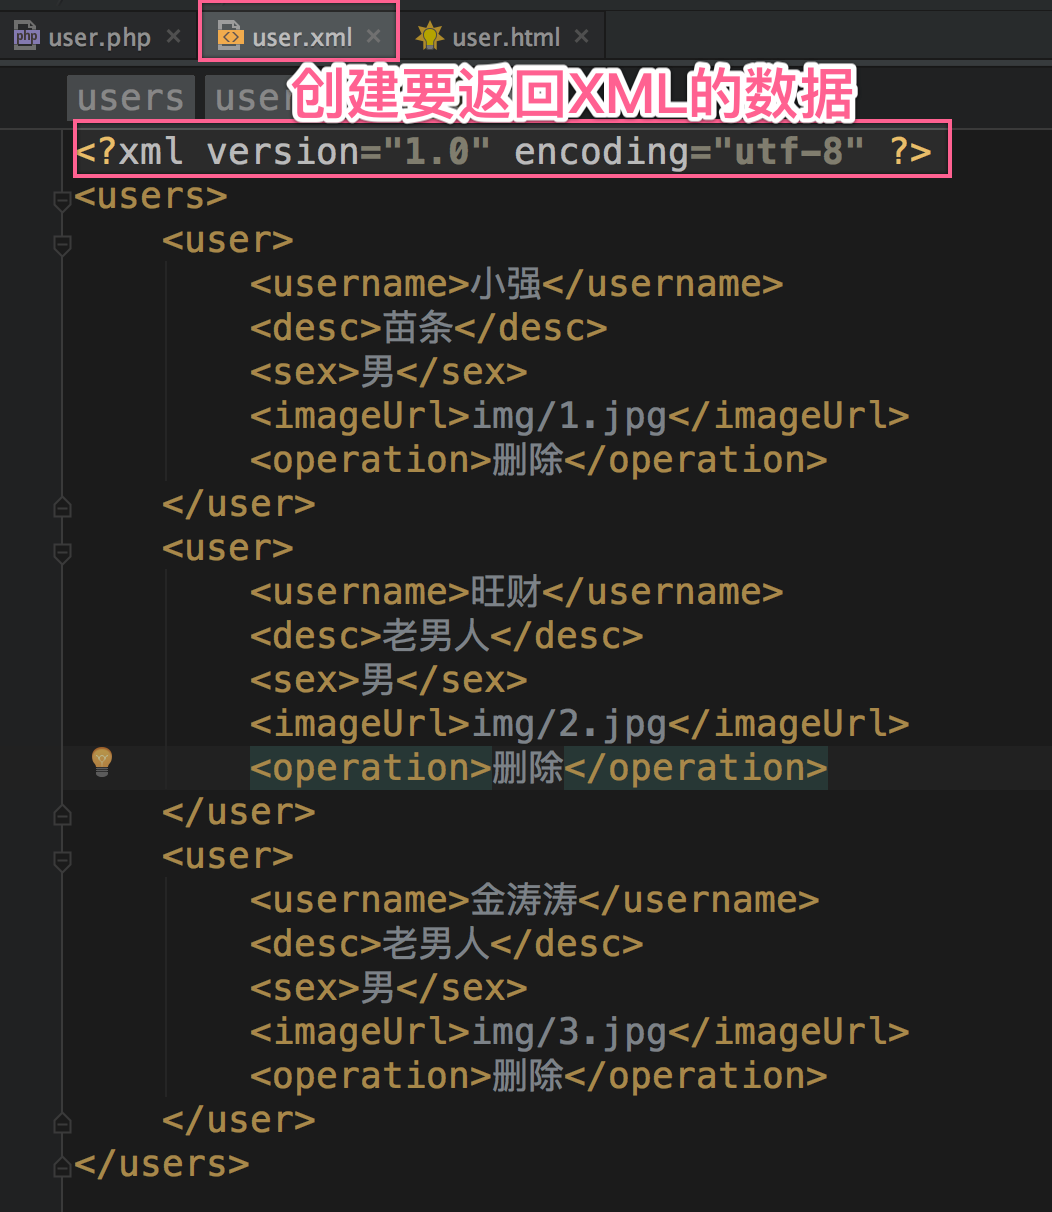 user.php
user.xml
user.html
users
创建要返回XML的数据
<?xml version="1.0" encoding="utf-8" ?>
<users>
<user>
<username>小强</username>
<desc>苗条</desc>
<sex>男</sex>
<imageUrl>img/1.jpg</imageUrl>
<operation>删除</operation>
</user>
<user>
<username>旺财</username>
<desc>老男人</desc>
<sex>男</sex>
<imageUrl>img/2.jpg</imageUrl>
<operation>删除</operation>
</user>
<user>
<username>金涛涛</username>
<desc>老男人</desc>
<sex>男</sex>
<imageUrl>img/3.jpg</imageUrl>
<operation>删除</operation>
</user>
</users>